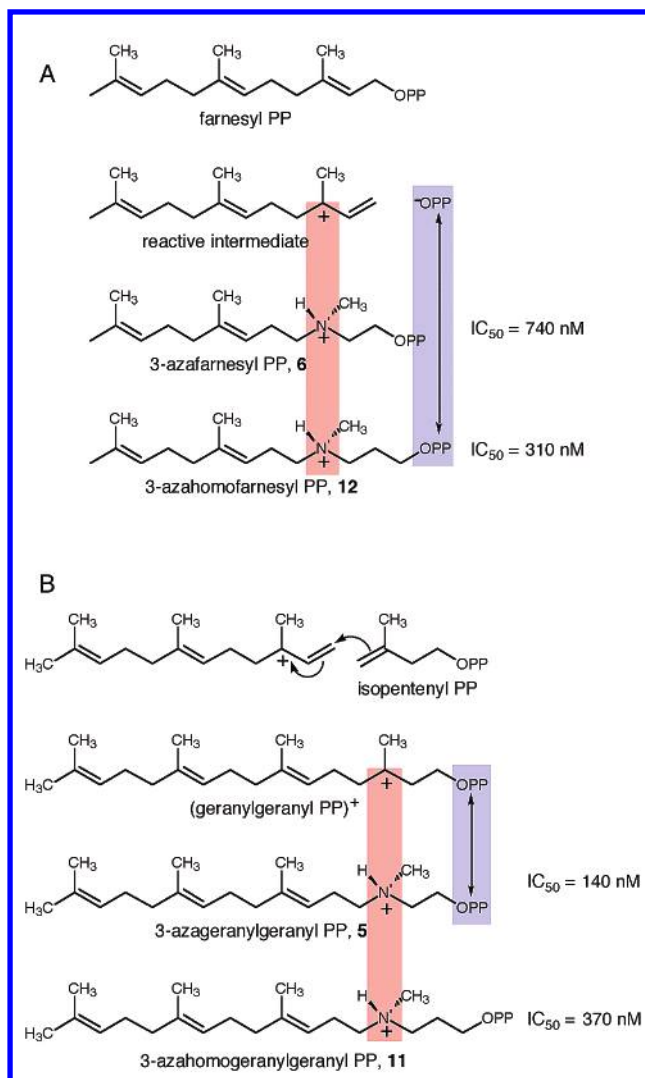 A
CH₃ CH₃ CH₃
OPP
farnesyl PP
CH₃ CH₃ CH₃
+
⁻OPP
reactive intermediate
CH₃ CH₃ H CH₃
N
+
OPP
IC₅₀ = 740 nM
3-azafarnesyl PP, 6
CH₃ CH₃ H CH₃
N
+
OPP
IC₅₀ = 310 nM
3-azahomofarnesyl PP, 12
B
CH₃ CH₃ CH₃ CH₃
H₃C
+
OPP
isopentenyl PP
CH₃ CH₃ CH₃ CH₃
H₃C
+
OPP
(geranylgeranyl PP)⁺
CH₃ CH₃ CH₃ H CH₃
N
H₃C
+
OPP
IC₅₀ = 140 nM
3-azageranylgeranyl PP, 5
CH₃ CH₃ CH₃ H CH₃
N
H₃C
+
OPP
IC₅₀ = 370 nM
3-azahomogeranylgeranyl PP, 11